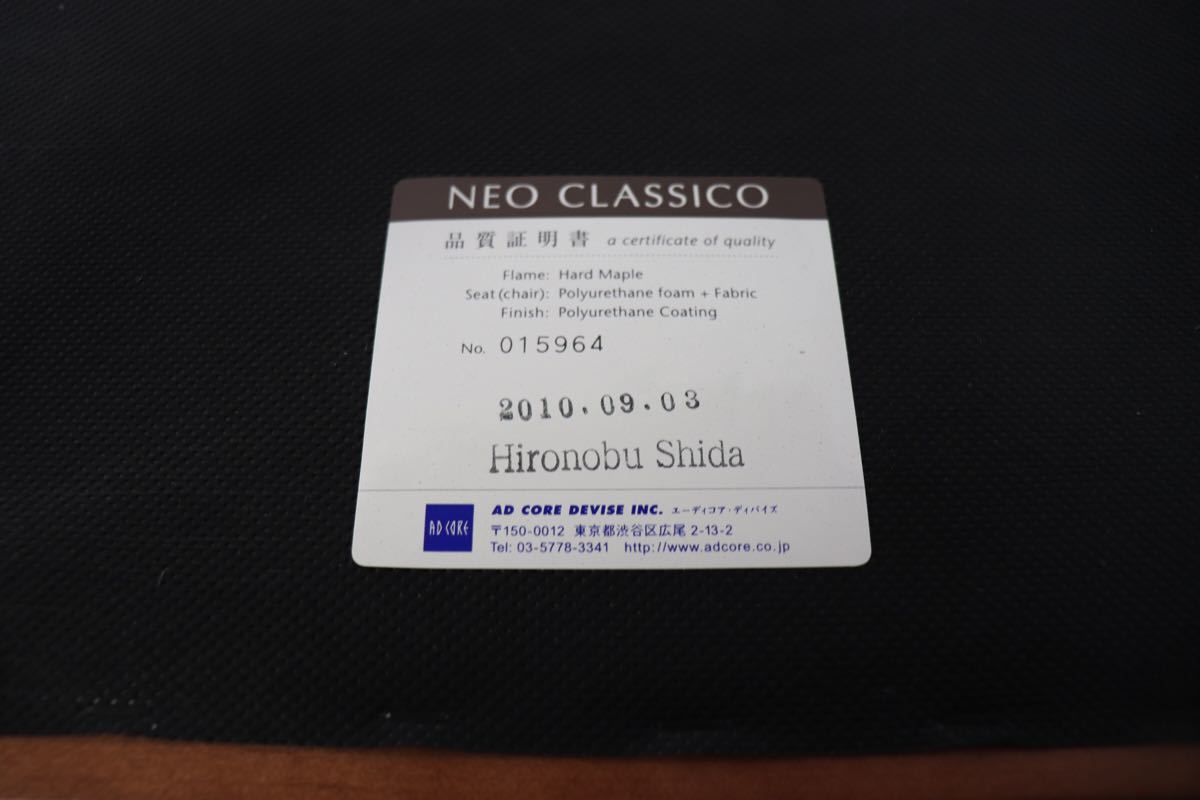 NEO CLASSICO
品質証明書 a certificate of quality
Flame: Hard Maple
Seat (chair): Polyurethane foam + Fabric
Finish: Polyurethane Coating
No. 015964
2010.09.03
Hironobu Shida
AD CORE
AD CORE DEVISE INC. エーディコア・ディバイズ
〒150-0012 東京都渋谷区広尾 2-13-2
Tel: 03-5778-3341 http://www.adcore.co.jp